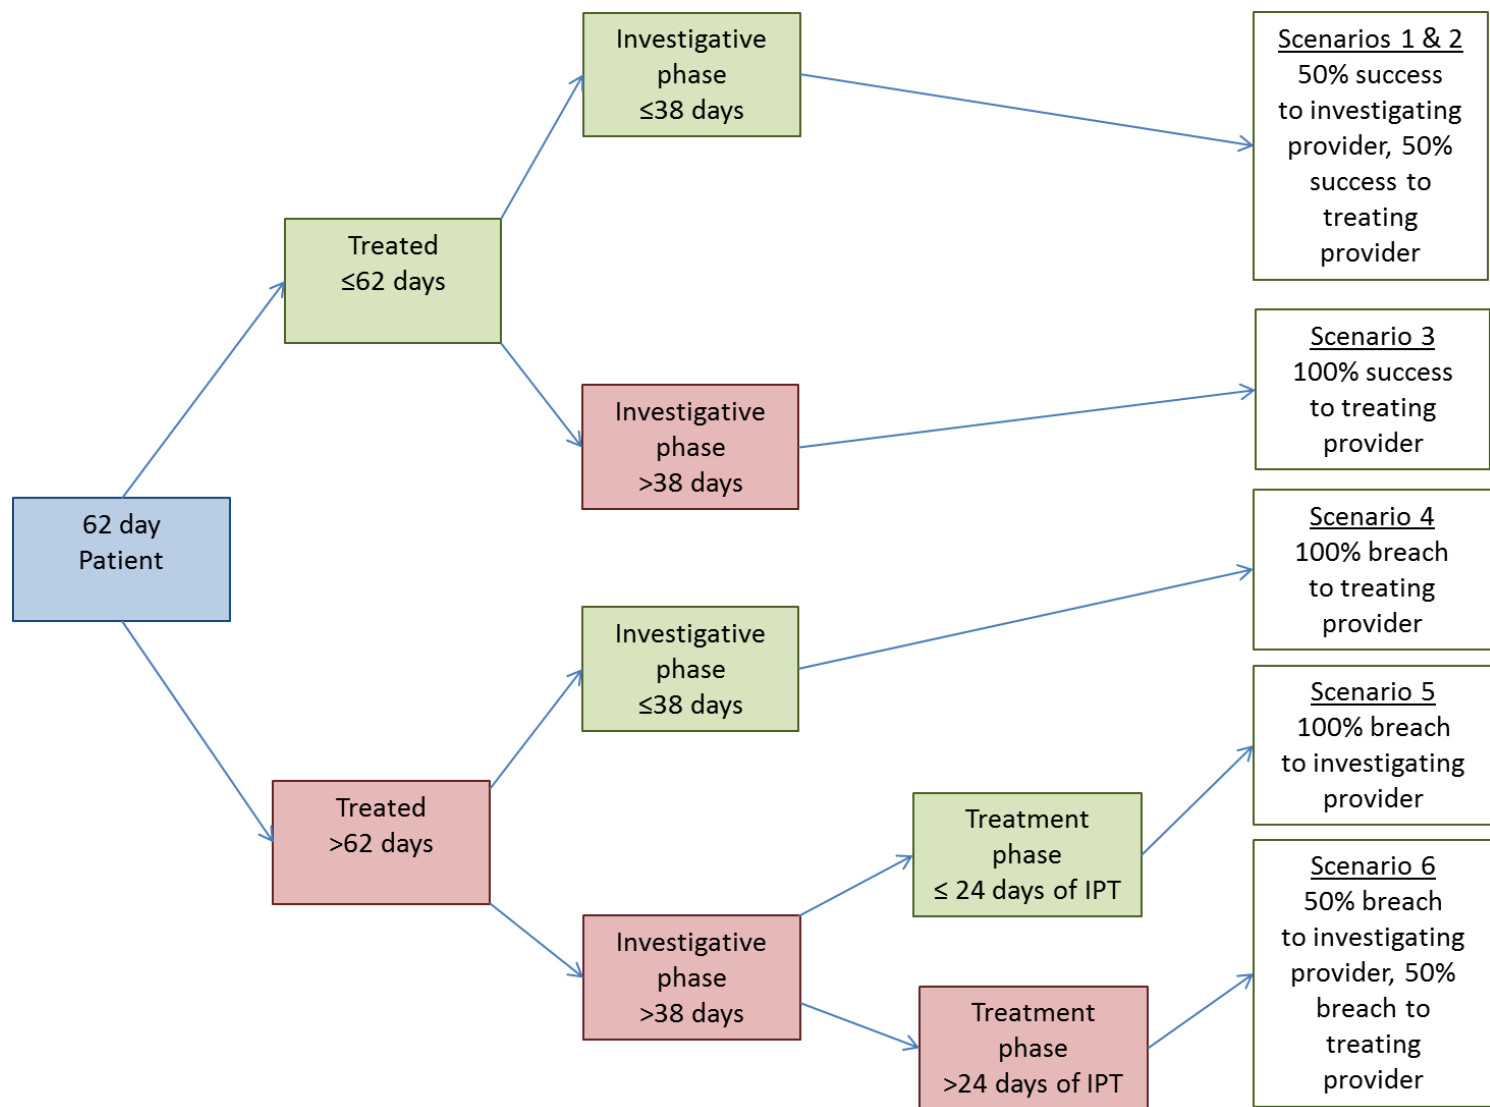 62 day
Patient
Treated
≤62 days
Treated
>62 days
Investigative
phase
≤38 days
Investigative
phase
>38 days
Investigative
phase
≤38 days
Investigative
phase
>38 days
Treatment
phase
≤ 24 days of IPT
Treatment
phase
>24 days of IPT
Scenarios 1 & 2
50% success
to investigating
provider, 50%
success to
treating
provider
Scenario 3
100% success
to treating
provider
Scenario 4
100% breach
to treating
provider
Scenario 5
100% breach
to investigating
provider
Scenario 6
50% breach
to investigating
provider, 50%
breach to
treating
provider